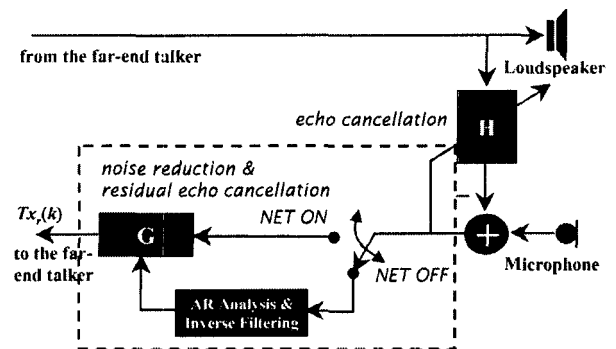 from the far-end talker
Loudspeaker
echo cancellation
H
noise reduction &
residual echo cancellation
Txr(k)
NET ON
G
to the far-
end talker
NET OFF
Microphone
AR Analysis &
Inverse Filtering